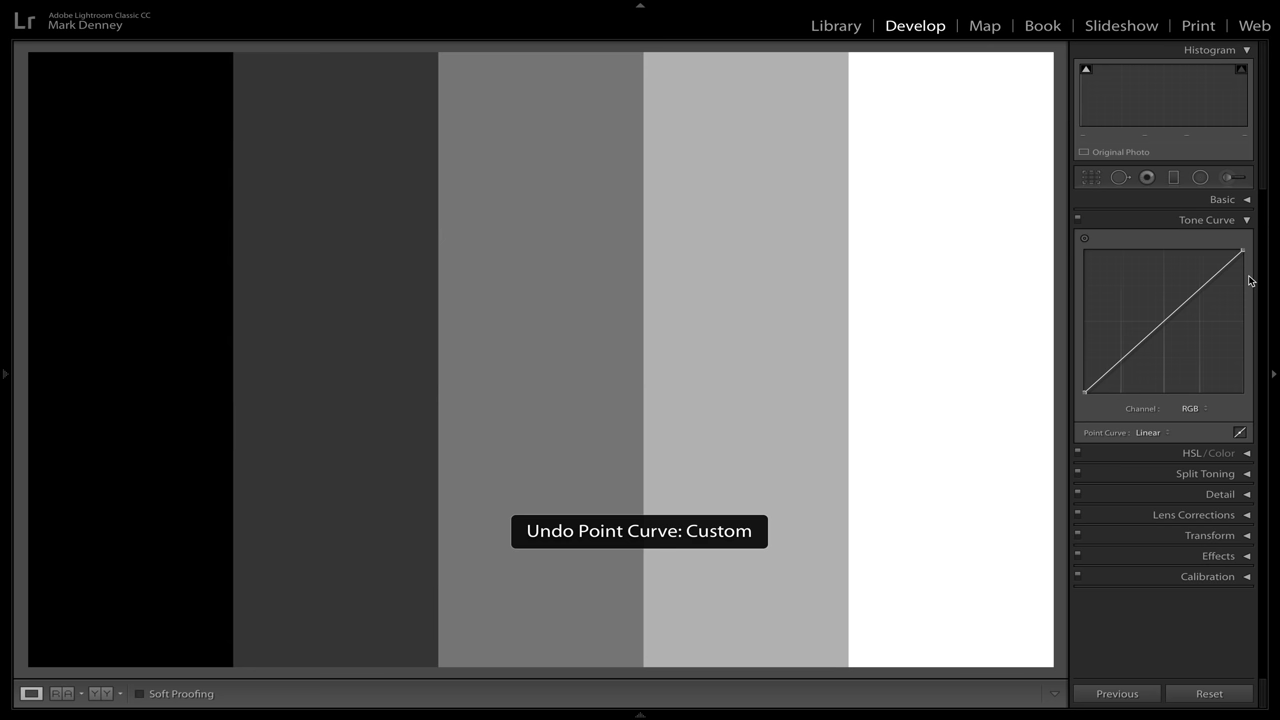 Lr
Adobe Lightroom Classic CC
Mark Denney
Library | Develop | Map | Book | Slideshow | Print | Web
Histogram
Original Photo
Basic
Tone Curve
Channel : RGB
Point Curve : Linear
HSL / Color
Split Toning
Detail
Lens Corrections
Transform
Effects
Calibration
Undo Point Curve: Custom
RA YY Soft Proofing
Previous Reset